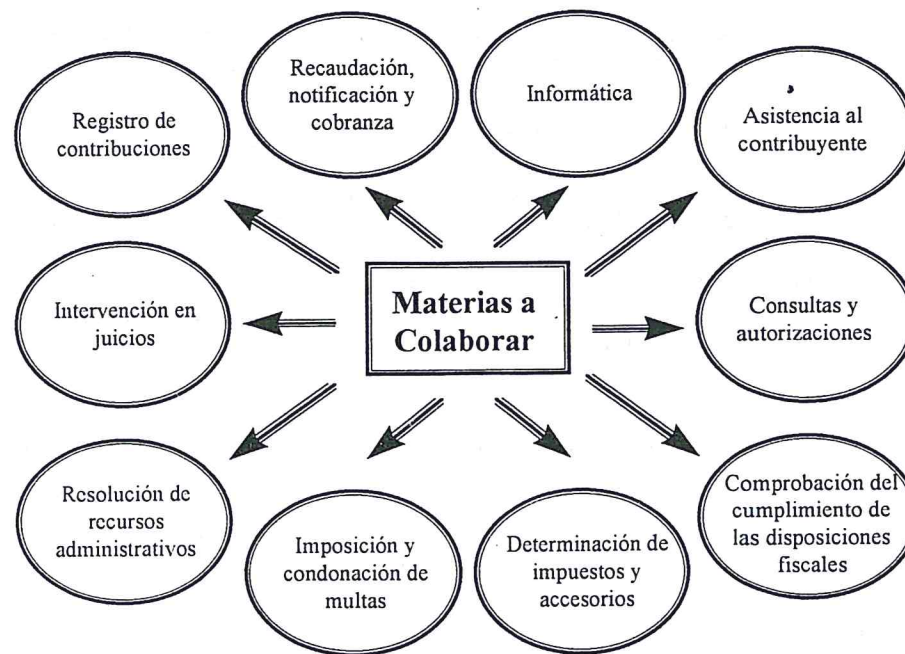 Recaudación,
notificación y
cobranza
Informática
Registro de
contribuciones
Asistencia al
contribuyente
Materias a
Colaborar
Intervención en
juicios
Consultas y
autorizaciones
Resolución de
recursos
administrativos
Imposición y
condonación de
multas
Determinación de
impuestos y
accesorios
Comprobación del
cumplimiento de
las disposiciones
fiscales